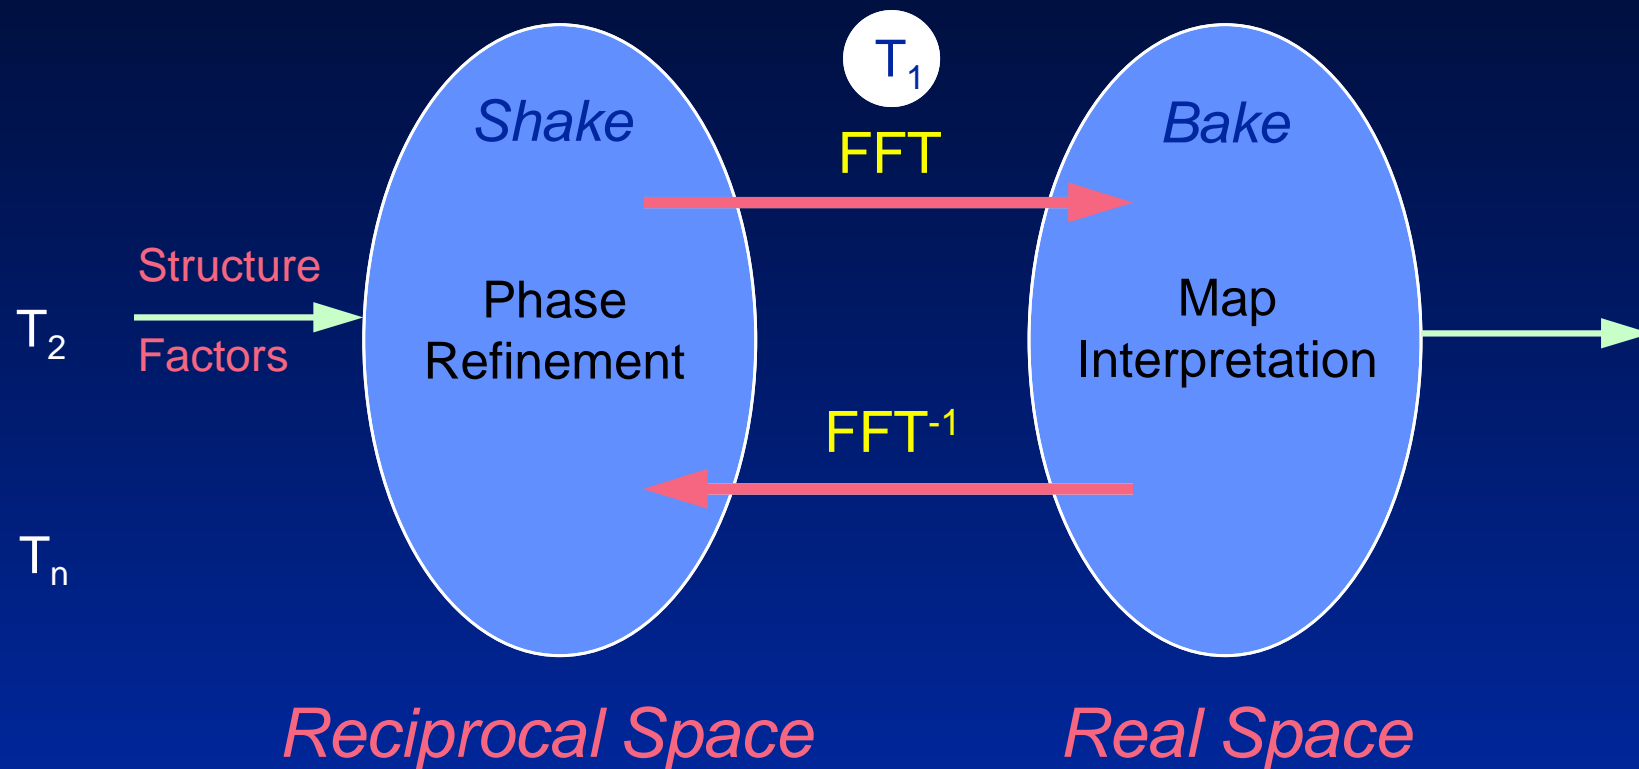 T₁
Shake
Bake
FFT
Structure
Factors
T₂
Phase
Refinement
Map
Interpretation
FFT⁻¹
Tₙ
Reciprocal Space
Real Space